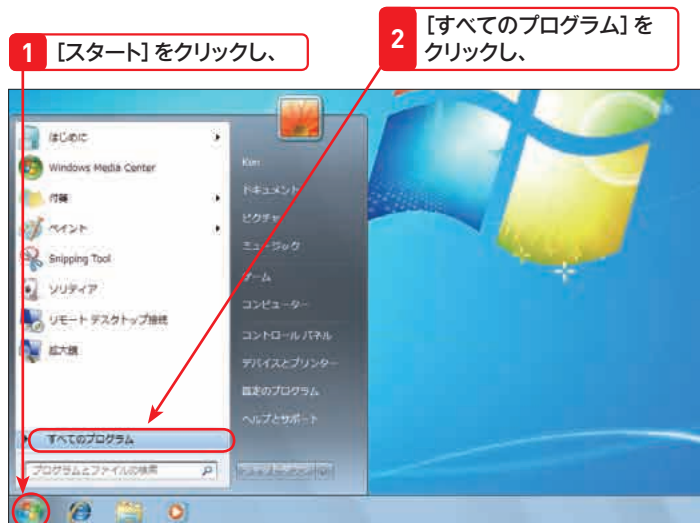 1 [スタート]をクリックし、
2 [すべてのプログラム]を
クリックし、
はじめに
Windows Media Center
付箋
ペイント
Snipping Tool
ソリティア
リモート デスクトップ接続
拡大鏡
すべてのプログラム
プログラムとファイルの検索
ドキュメント
ピクチャ
ミュージック
ゲーム
コンピューター
コントロール パネル
デバイスとプリンター
既定のプログラム
ヘルプとサポート